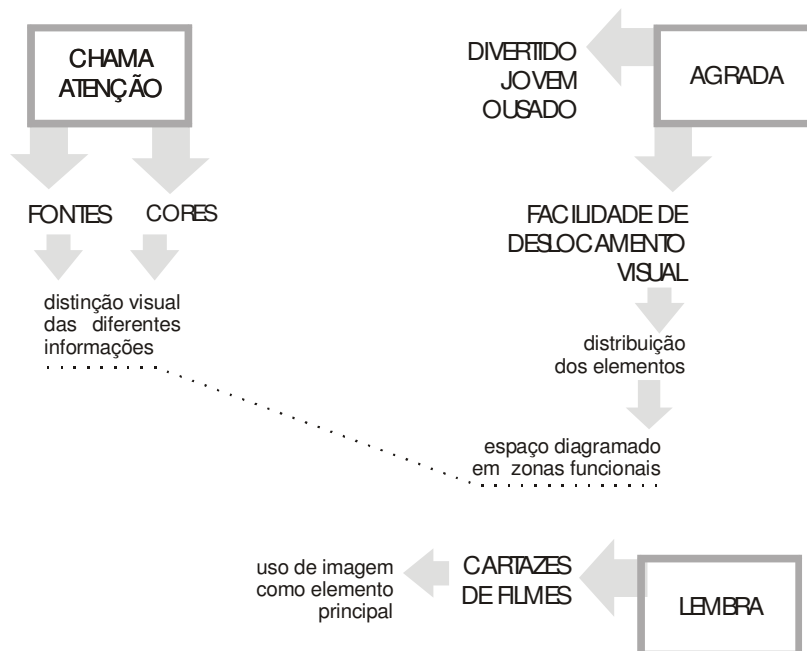 CHAMA
ATENÇÃO
FONTES
CORES
distinção visual
das diferentes
informações
DIVERTIDO
JOVEM
OUSADO
AGRADA
FACILIDADE DE
DESLOCAMENTO
VISUAL
distribuição
dos elementos
espaço diagramado
em zonas funcionais
uso de imagem
como elemento
principal
CARTAZES
DE FILMES
LEMBRA